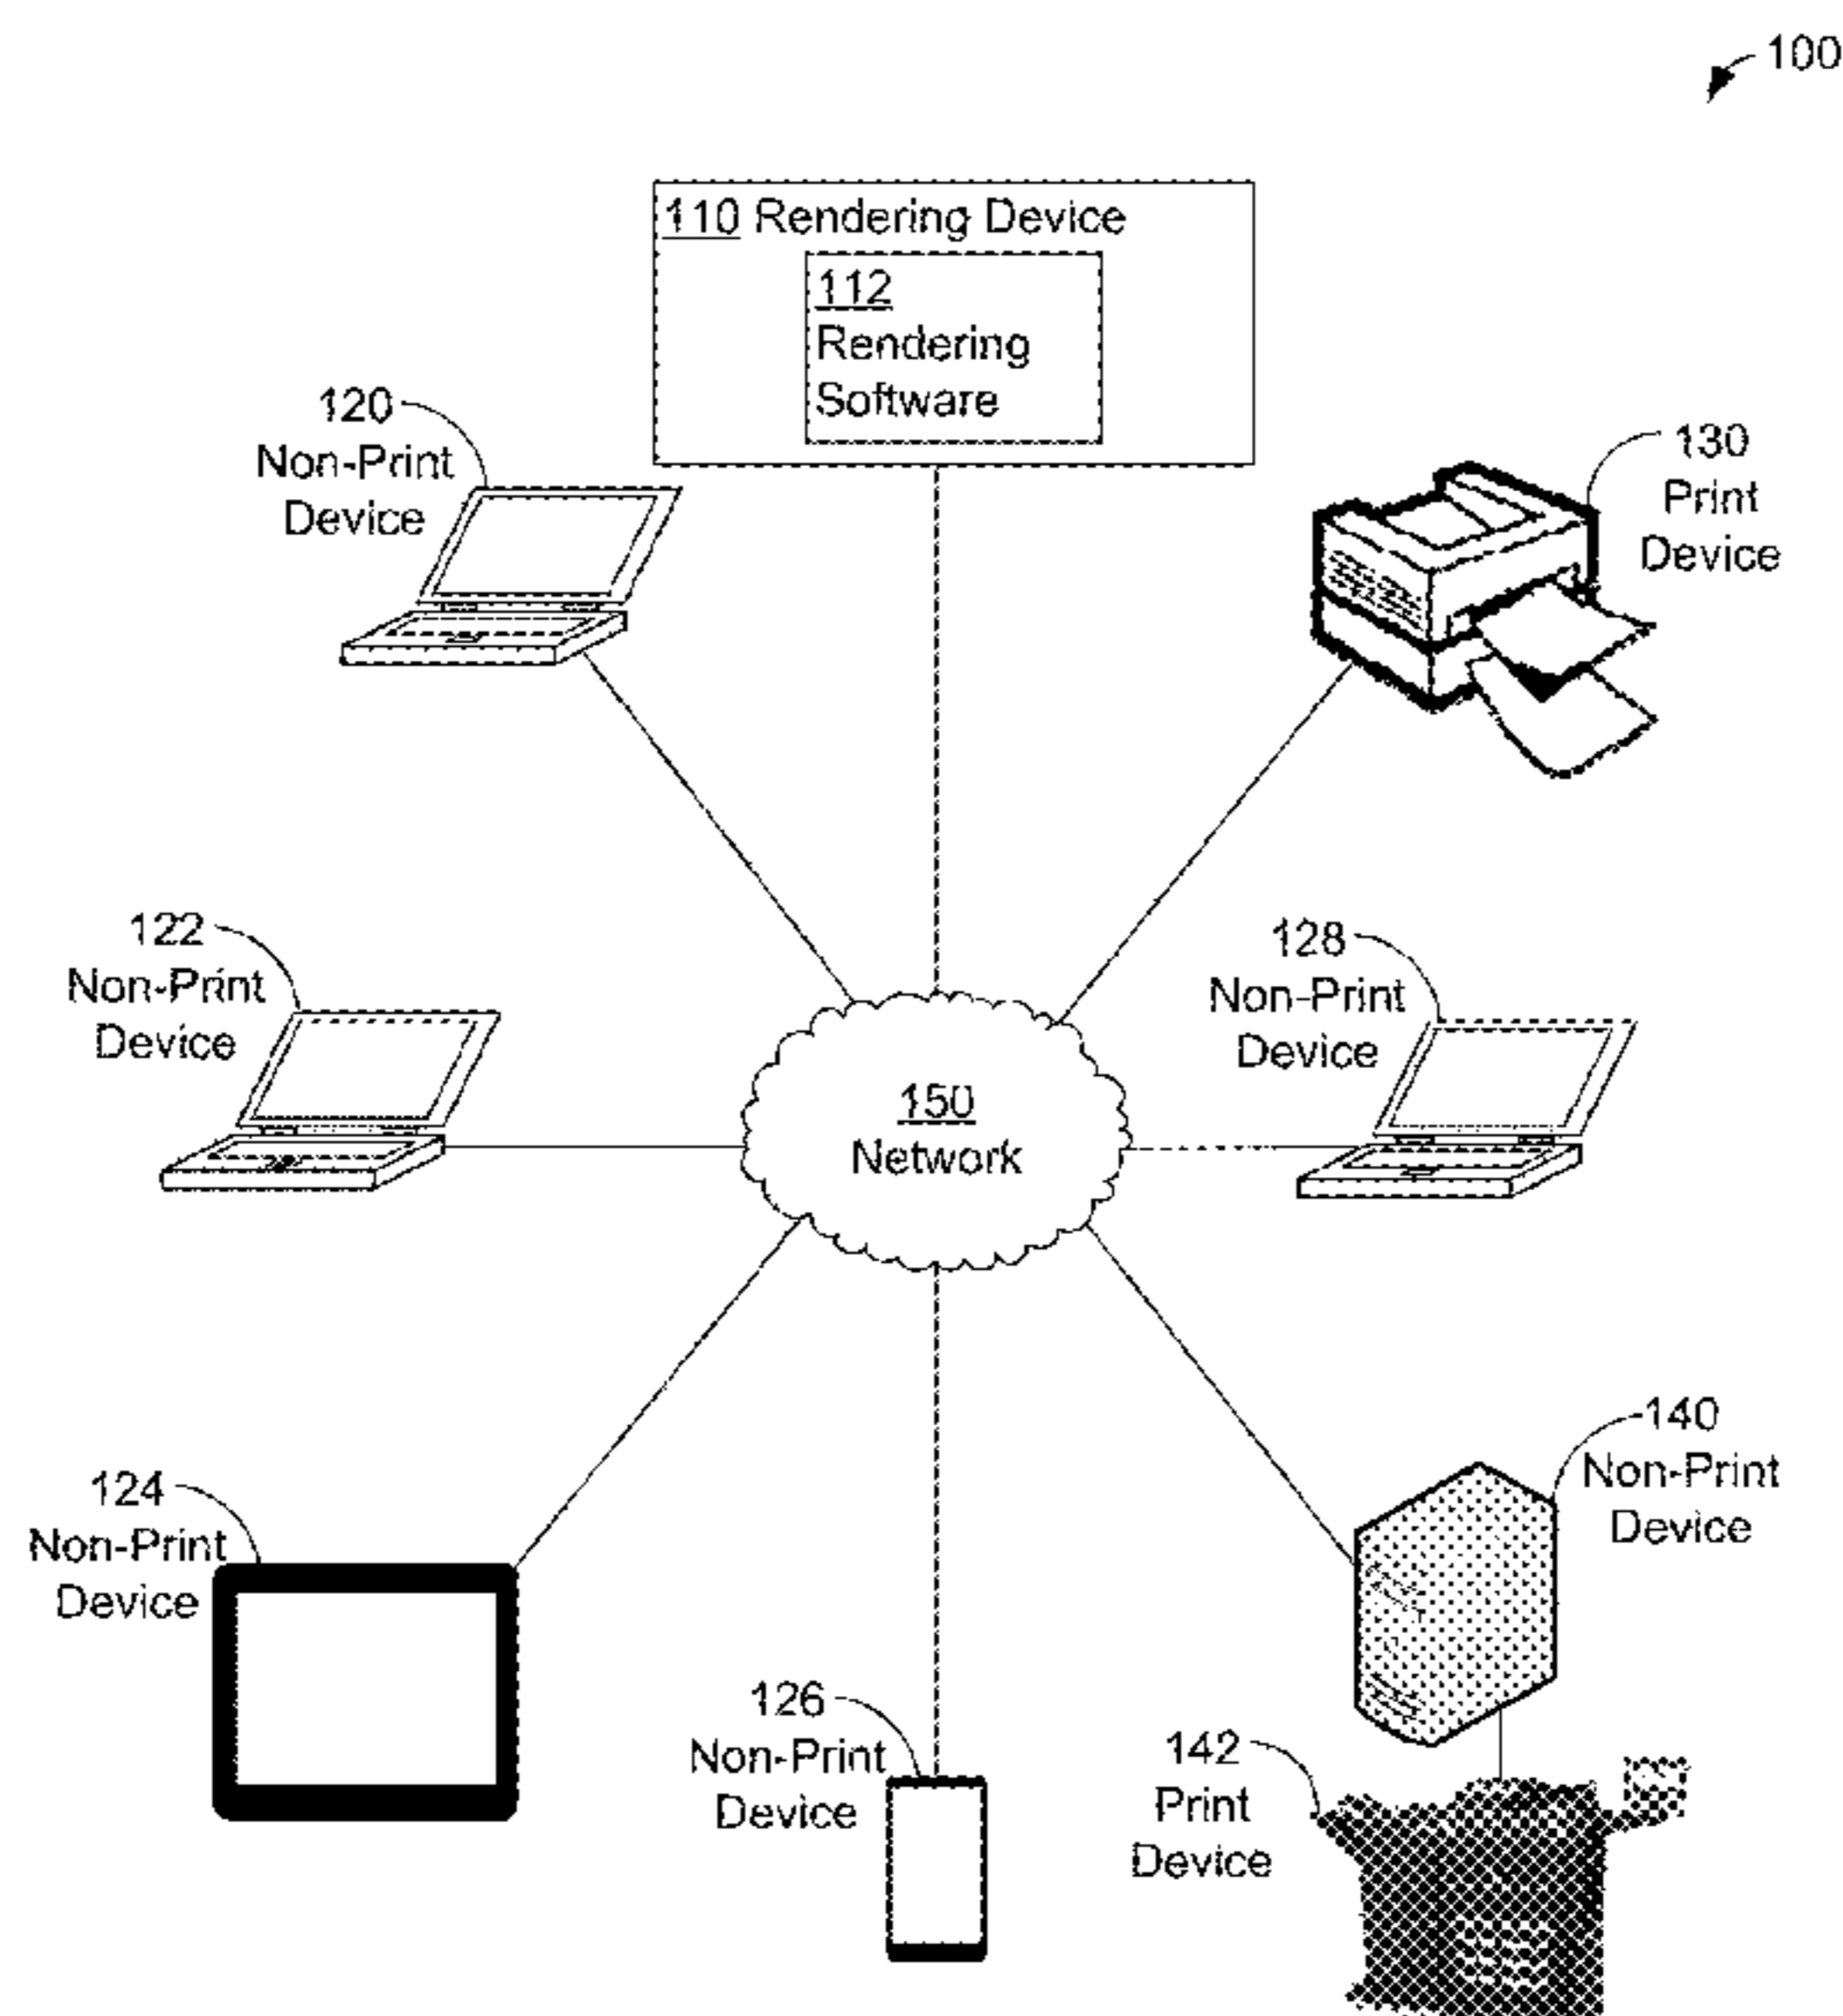 100
110 Rendering Device
112
Rendering
Software
120
Non-Print
Device
130
Print
Device
122
Non-Print
Device
128
Non-Print
Device
150
Network
124
Non-Print
Device
140
Non-Print
Device
126
Non-Print
Device
142
Print
Device